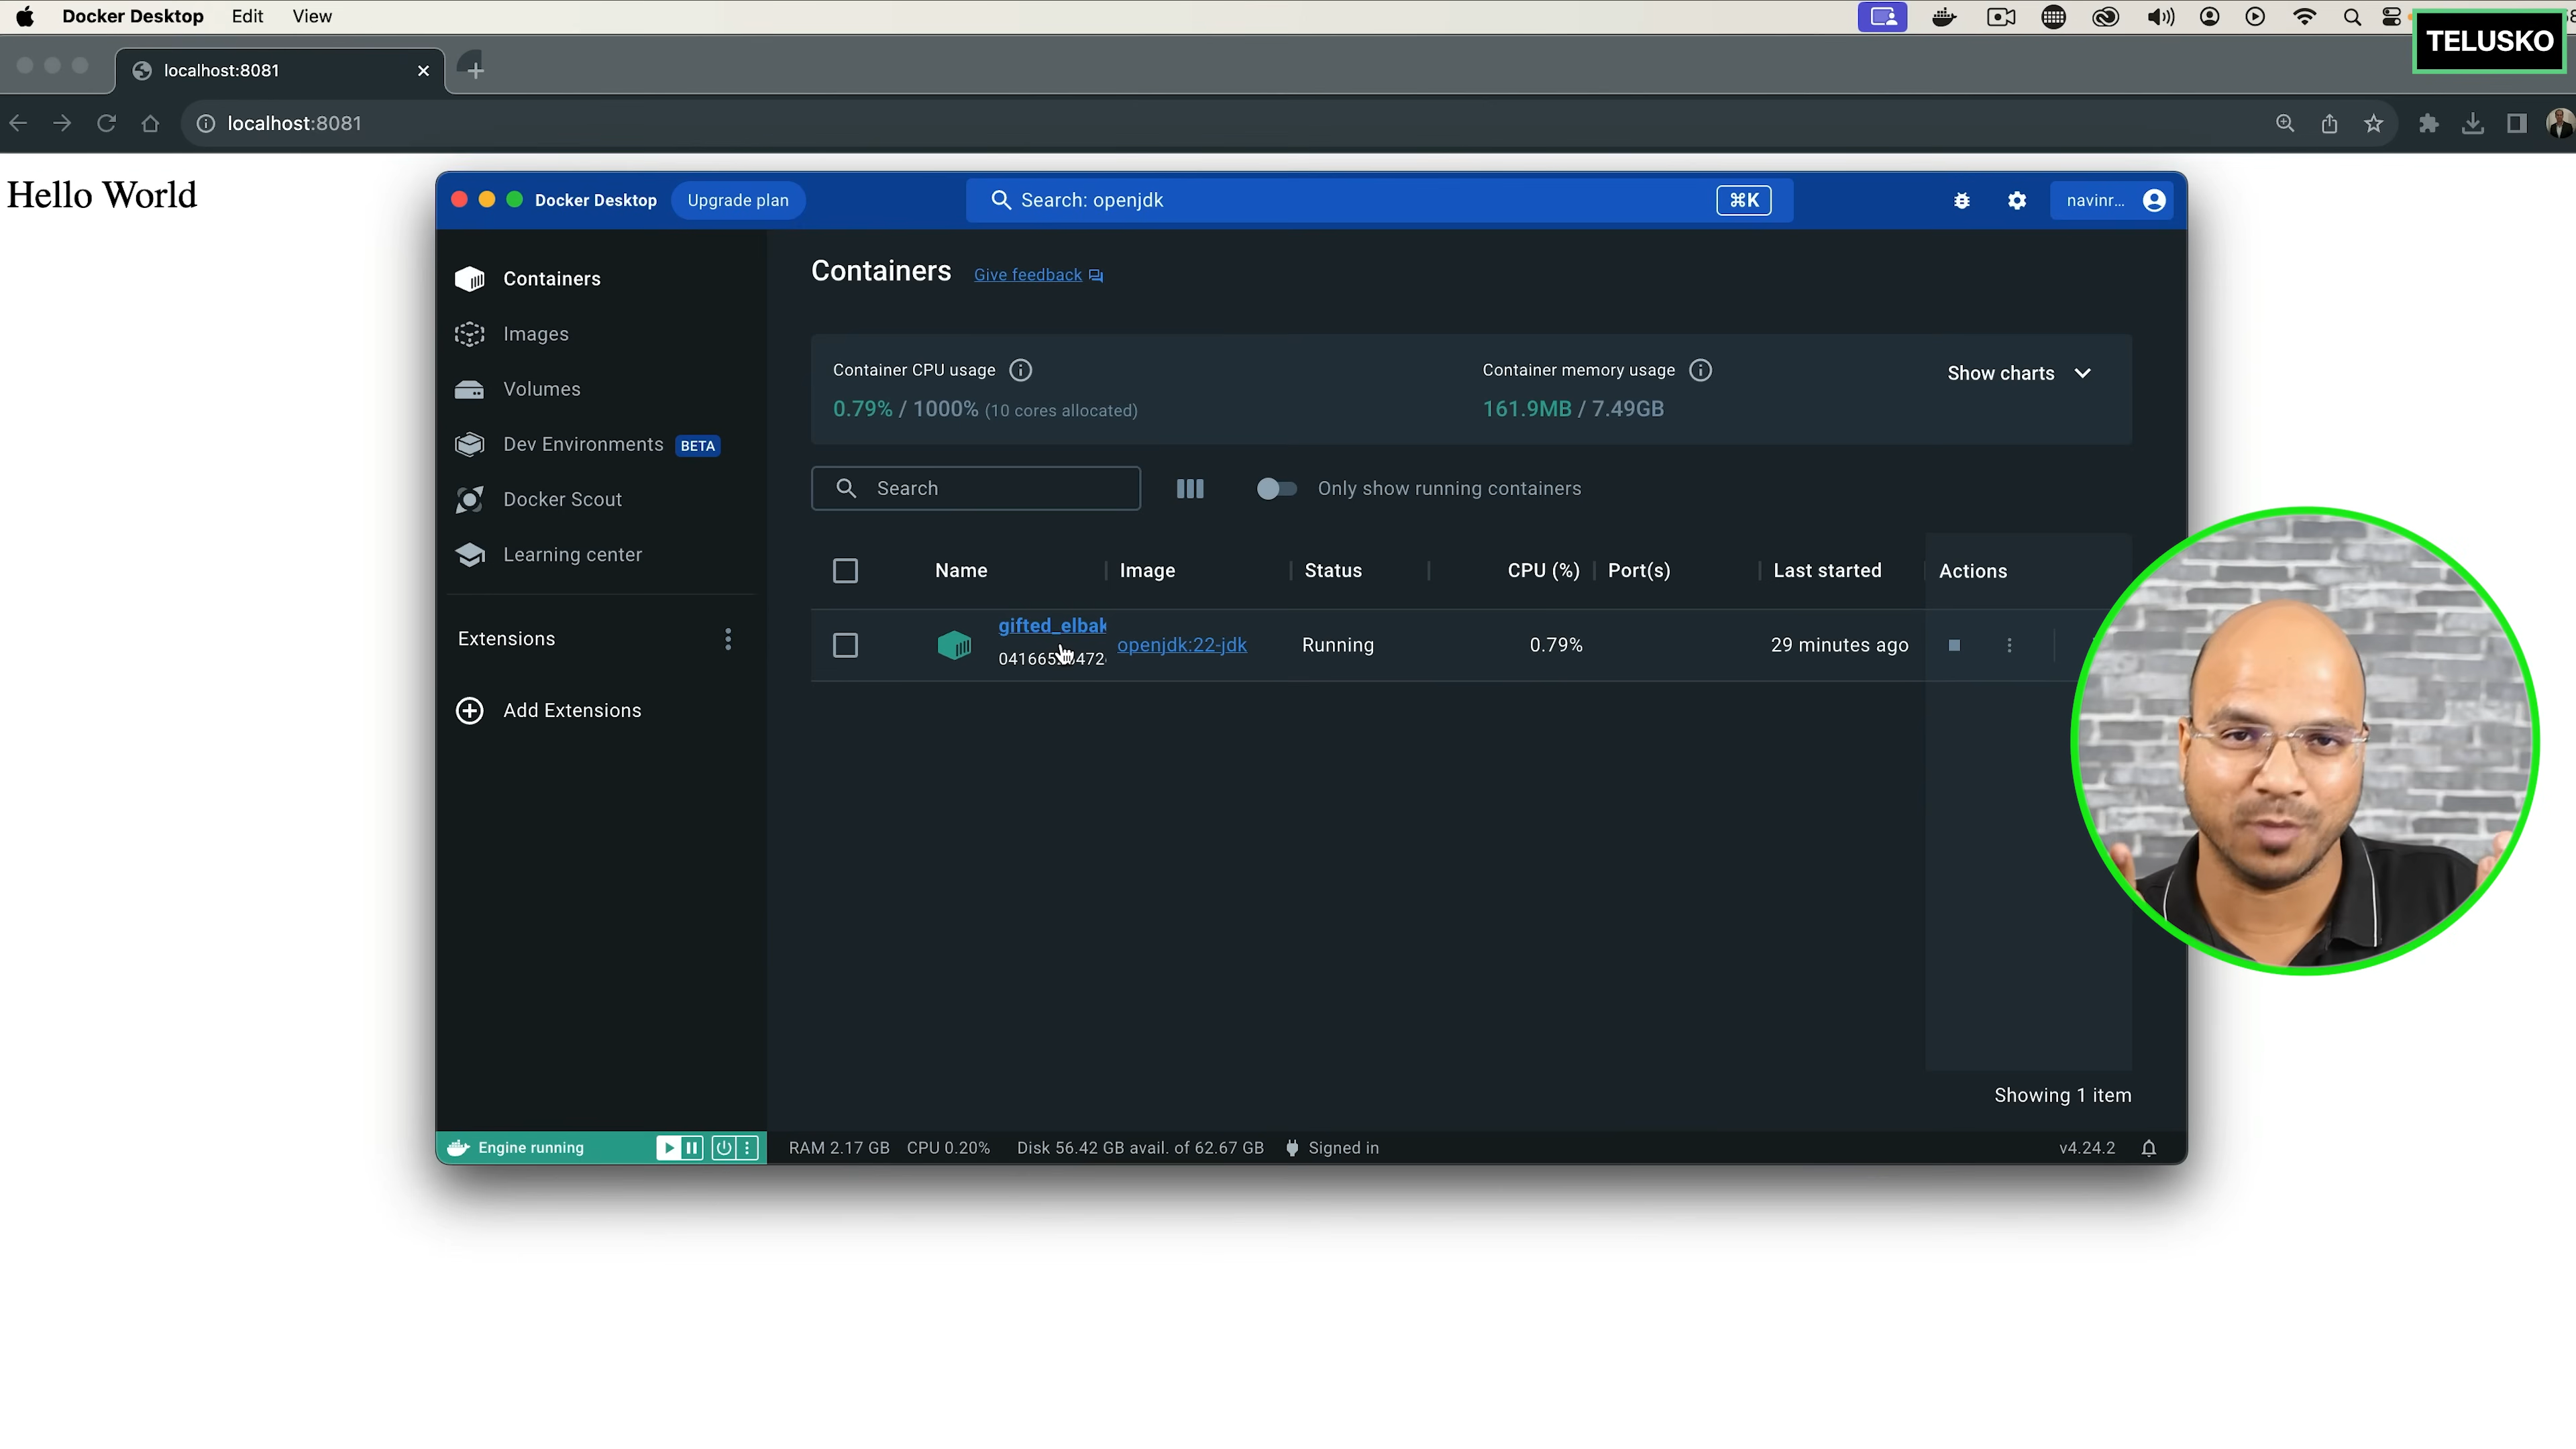 Docker Desktop Edit View
TELUSKO
localhost:8081
localhost:8081
Hello World
Docker Desktop Upgrade plan Search: openjdk ⌘K navinr...
Containers
Images
Volumes
Dev Environments BETA
Docker Scout
Learning center
Extensions
Add Extensions
Containers Give feedback
Container CPU usage
0.79% / 1000% (10 cores allocated)
Container memory usage
161.9MB / 7.49GB
Show charts
Search Only show running containers
Name Image Status CPU (%) Port(s) Last started Actions
gifted_elbak
openjdk:22-jdk Running 0.79% 29 minutes ago
Showing 1 item
Engine running RAM 2.17 GB CPU 0.20% Disk 56.42 GB avail. of 62.67 GB Signed in v4.24.2